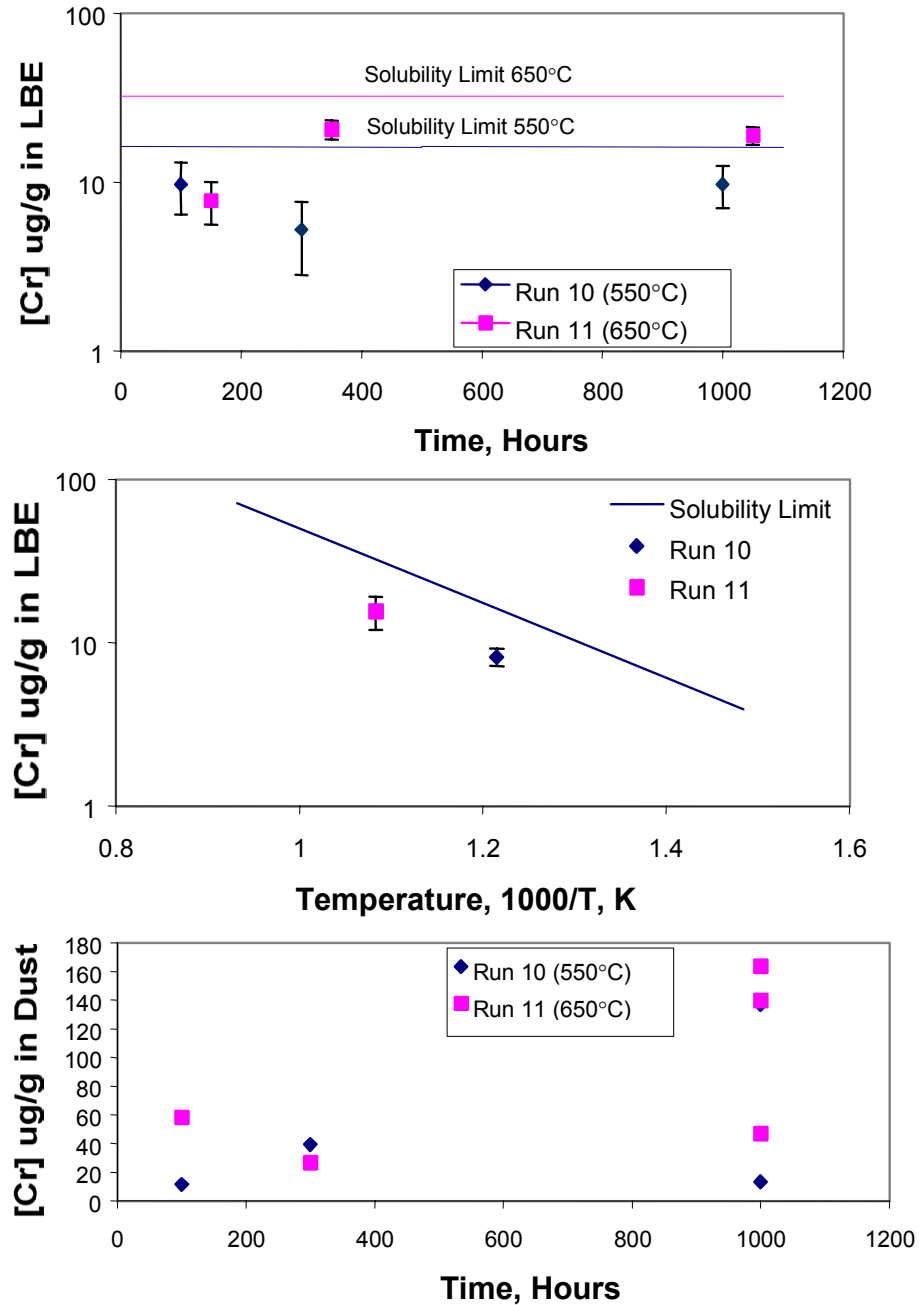 100
10
1
[Cr] ug/g in LBE
Solubility Limit 650°C
Solubility Limit 550°C
Run 10 (550°C)
Run 11 (650°C)
0 200 400 600 800 1000 1200
Time, Hours
100
10
1
[Cr] ug/g in LBE
Solubility Limit
Run 10
Run 11
0.8 1 1.2 1.4 1.6
Temperature, 1000/T, K
180
160
140
120
100
80
60
40
20
0
[Cr] ug/g in Dust
Run 10 (550°C)
Run 11 (650°C)
0 200 400 600 800 1000 1200
Time, Hours